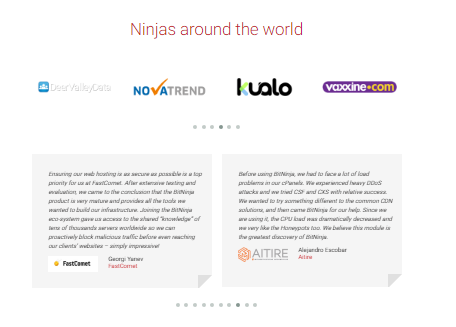 Ninjas around the world
DeerValleyData
NOVATREND
kualo
vaxxine•com
Ensuring our web hosting is as secure as possible is a top
priority for us at FastComet. After extensive testing and
evaluation, we came to the conclusion that the BitNinja
product is very mature and provides all the tools we
wanted to build our infrastructure. Joining the BitNinja
eco-system gave us access to the shared "knowledge" of
tens of thousands servers worldwide so we can
proactively block malicious traffic before even reaching
our clients' websites – simply impressive!
FastComet
Georgi Yanev
FastComet
Before using BitNinja, we had to face a lot of load
problems in our cPanels. We experienced heavy DDoS
attacks and we tried CSF and CXS with relative success.
We wanted to try something different to the common CDN
solutions, and then came BitNinja for our help. Since we
are using it, the CPU load was dramatically decreased and
we very like the Honeypots too. We believe this module is
the greatest discovery of BitNinja.
AITIRE
Alejandro Escobar
Aitire